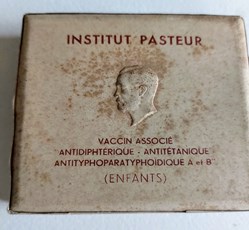 INSTITUT PASTEUR
VACCIN ASSOCIÉ
ANTIDIPHTÉRIQUE - ANTITÉTANIQUE
ANTITYPHOPARATYPHOÏDIQUE A et B
(ENFANTS)